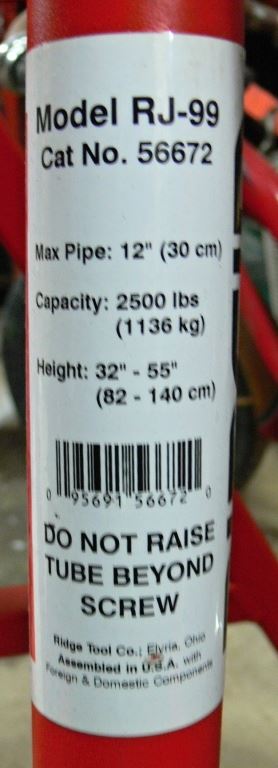 Model RJ-99
Cat No. 56672
Max Pipe: 12" (30 cm)
Capacity: 2500 lbs
(1136 kg)
Height: 32" - 55"
(82 - 140 cm)
0 95691 56672 0
DO NOT RAISE
TUBE BEYOND
SCREW
Ridge Tool Co.; Elyria, Ohio
Assembled in U.S.A. with
Foreign & Domestic Components